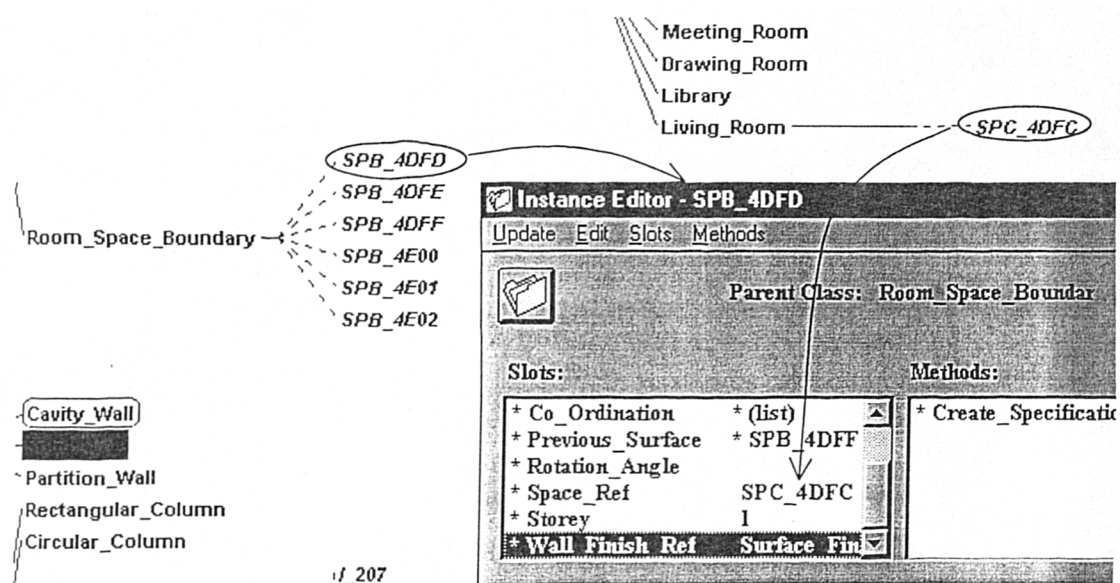 Meeting_Room
Drawing_Room
Library
Living_Room
SPC_4DFC
SPB_4DFD
SPB_4DFE
SPB_4DFF
Room_Space_Boundary
SPB_4E00
SPB_4E01
SPB_4E02
Instance Editor - SPB_4DFD
Update Edit Slots Methods
Parent Class: Room_Space_Boundar
Slots:
Methods:
* Co_Ordination * (list)
* Previous_Surface * SPB_4DFF
* Rotation_Angle
* Space_Ref SPC_4DFC
* Storey 1
* Wall_Finish_Ref Surface_Fin
* Create_Specificatic
Cavity_Wall
Partition_Wall
Rectangular_Column
Circular_Column
/ 207